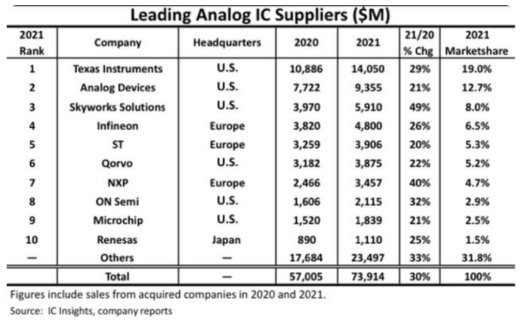 Leading Analog IC Suppliers ($M)
2021 Rank Company Headquarters 2020 2021 21/20 % Chg 2021 Marketshare
1 Texas Instruments U.S. 10,886 14,050 29% 19.0%
2 Analog Devices U.S. 7,722 9,355 21% 12.7%
3 Skyworks Solutions U.S. 3,970 5,910 49% 8.0%
4 Infineon Europe 3,820 4,800 26% 6.5%
5 ST Europe 3,259 3,906 20% 5.3%
6 Qorvo U.S. 3,182 3,875 22% 5.2%
7 NXP Europe 2,466 3,457 40% 4.7%
8 ON Semi U.S. 1,606 2,115 32% 2.9%
9 Microchip U.S. 1,520 1,839 21% 2.5%
10 Renesas Japan 890 1,110 25% 1.5%
— Others — 17,684 23,497 33% 31.8%
Total — 57,005 73,914 30% 100%
Figures include sales from acquired companies in 2020 and 2021.
Source: IC Insights, company reports